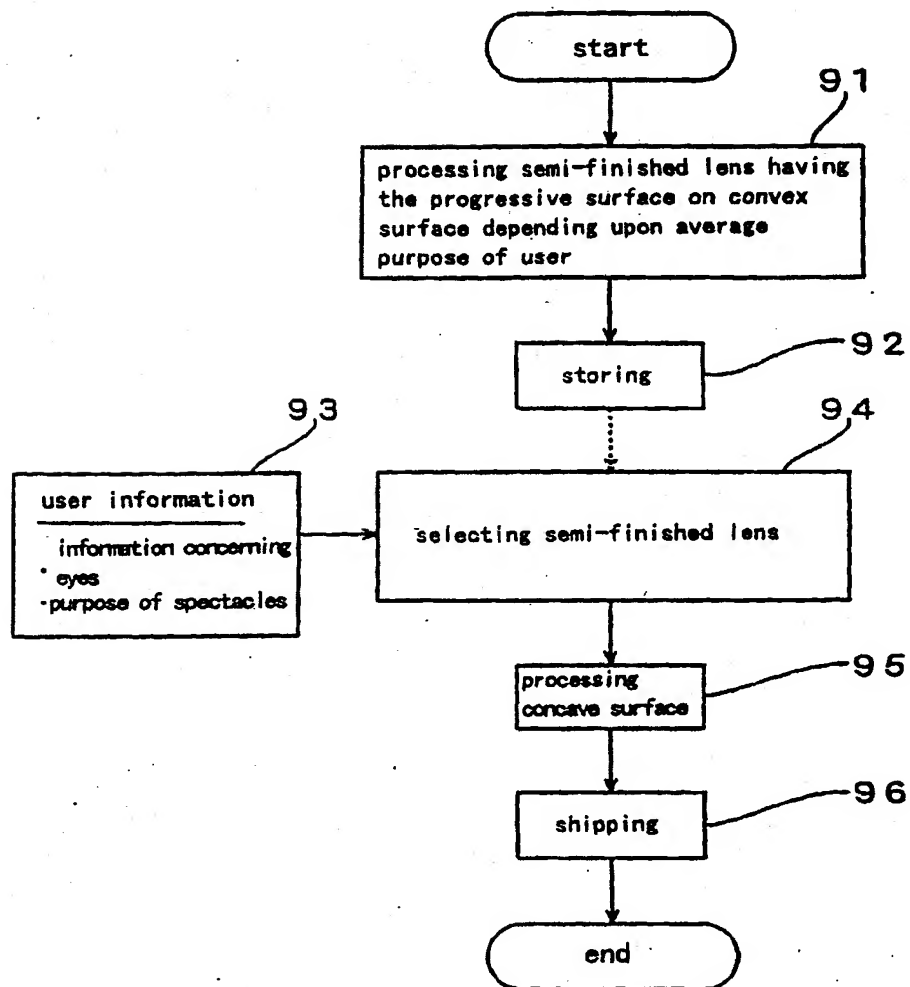 start
91
processing semi-finished lens having
the progressive surface on convex
surface depending upon average
purpose of user
92
storing
93
94
user information
information concerning
· eyes
·purpose of spectacles
selecting semi-finished lens
95
processing
concave surface
96
shipping
end